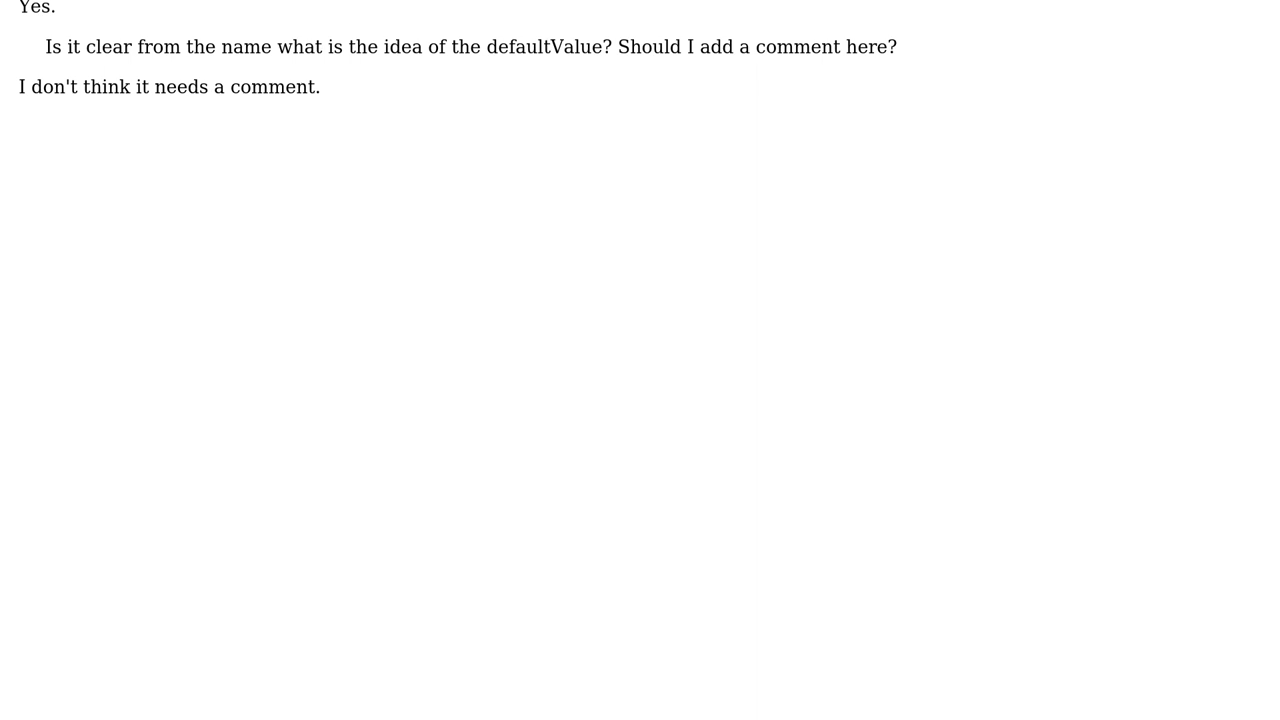 Yes.
Is it clear from the name what is the idea of the defaultValue? Should I add a comment here?
I don't think it needs a comment.